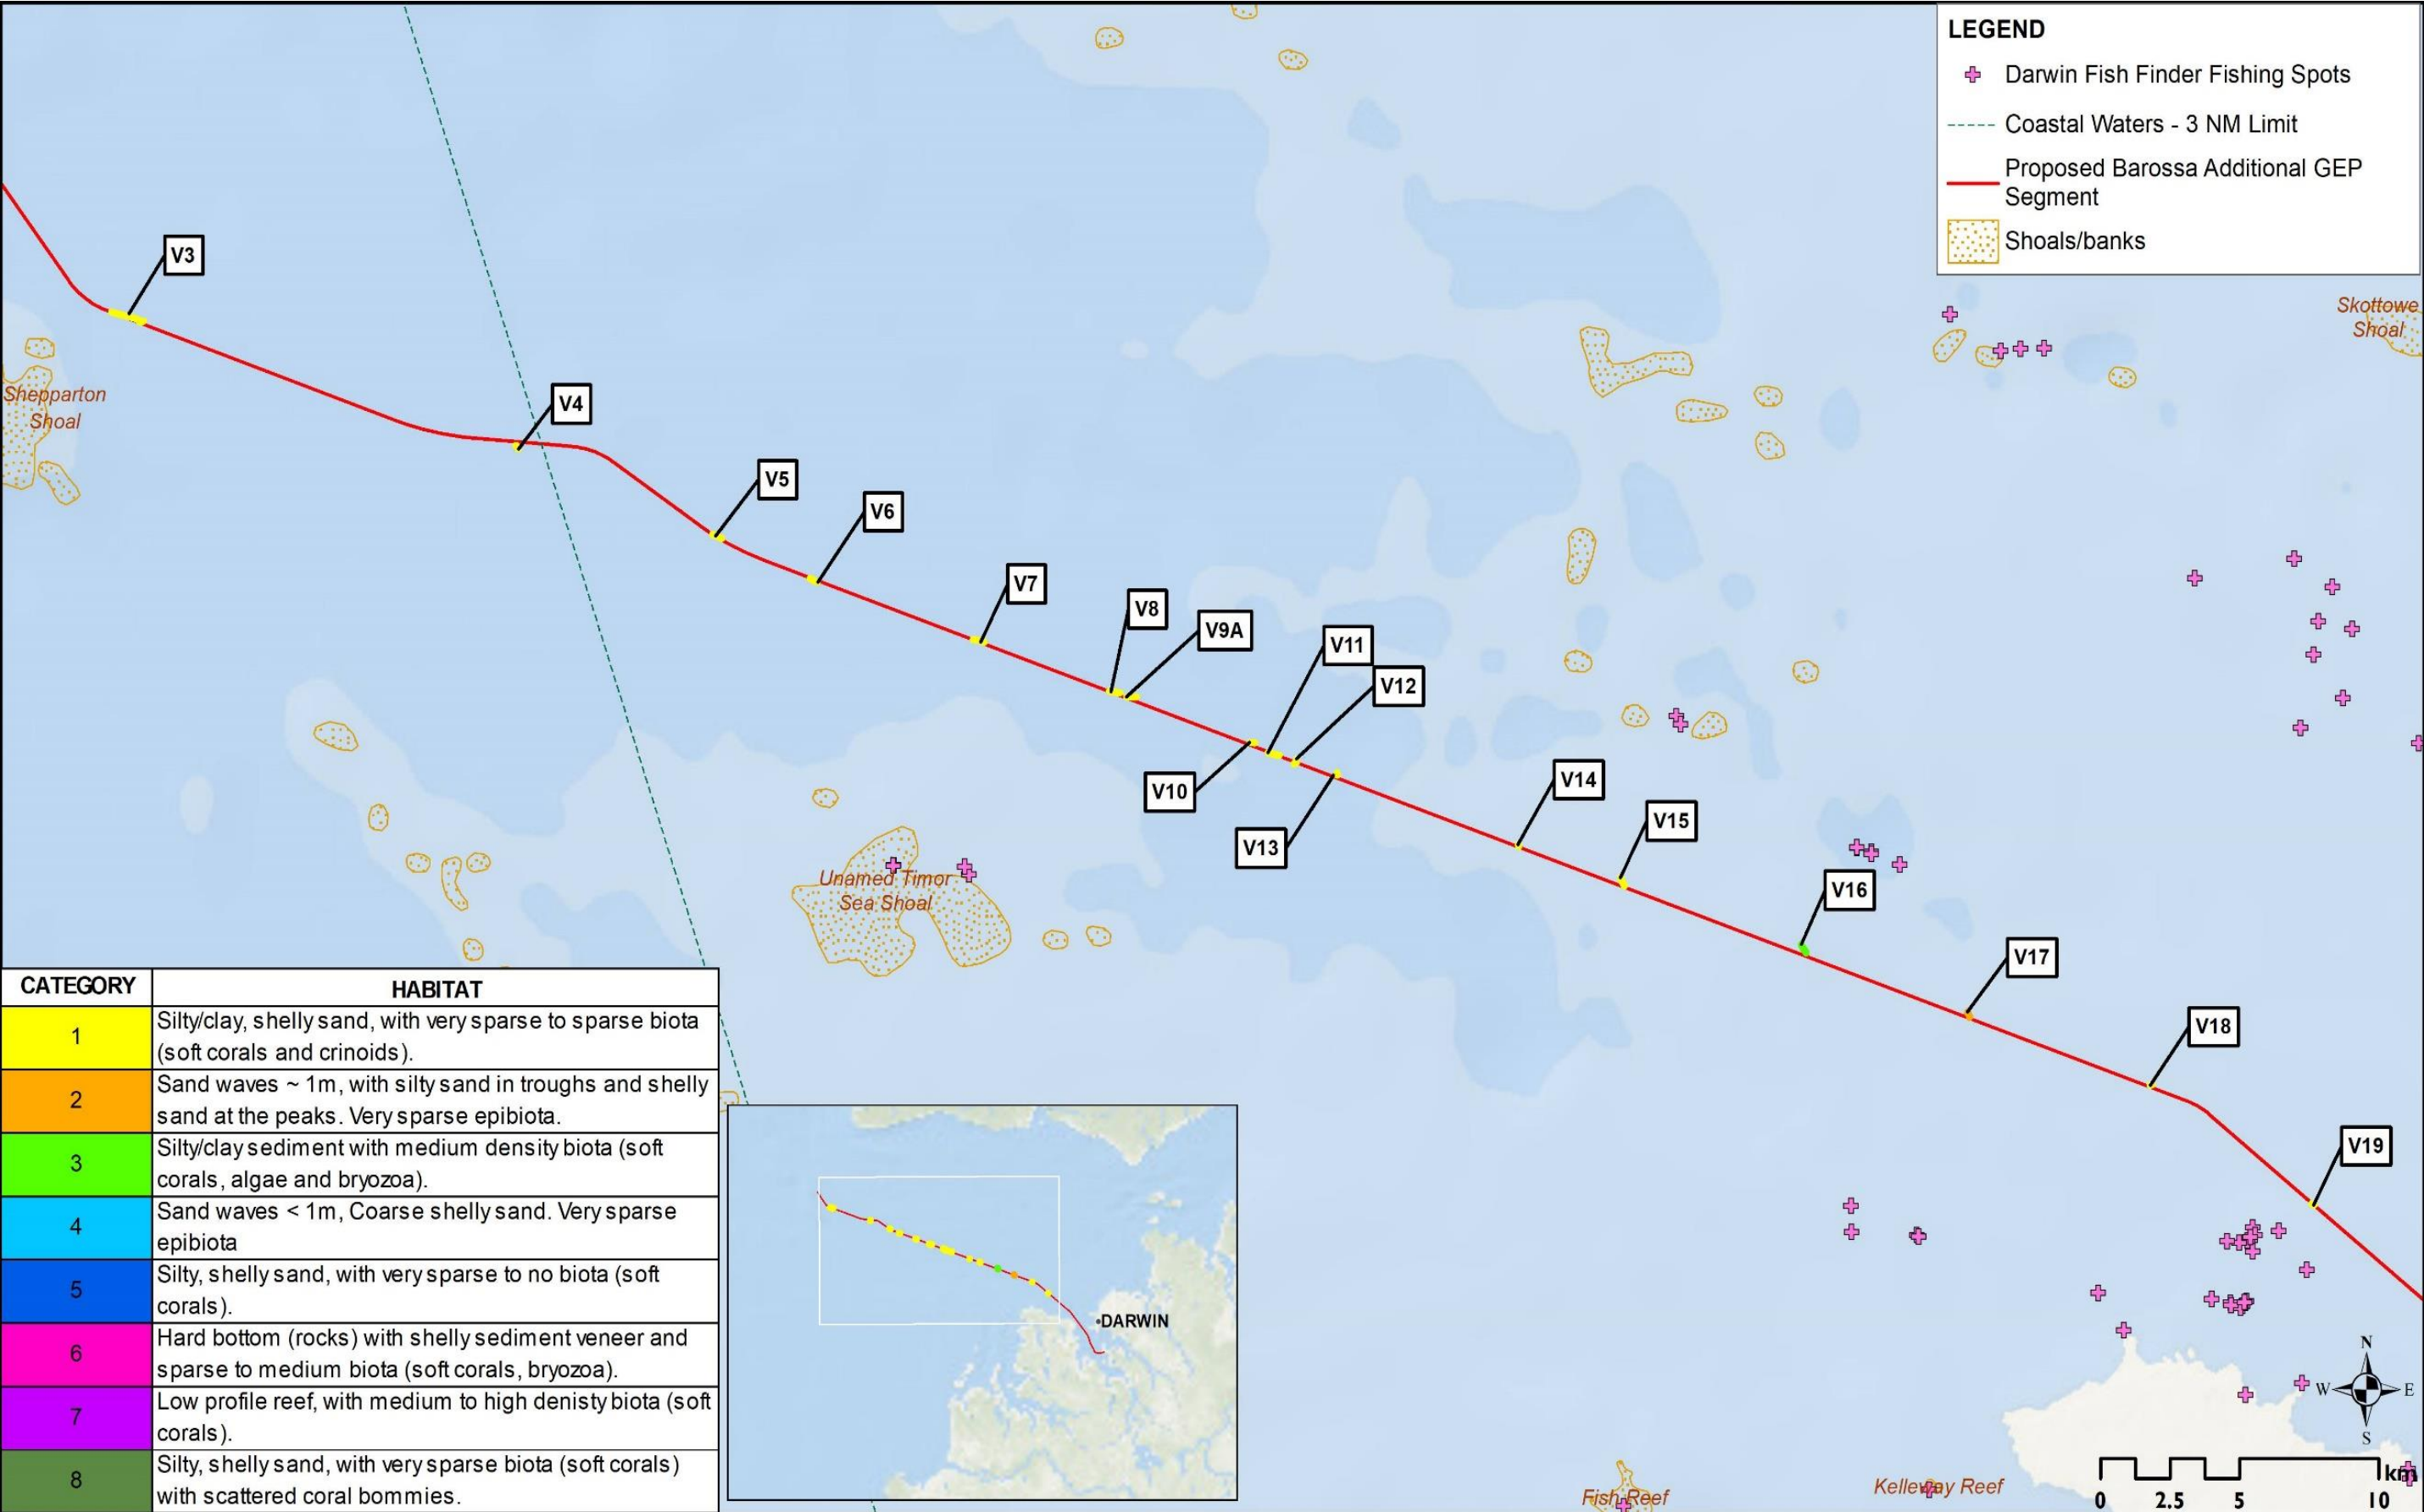 LEGEND
Darwin Fish Finder Fishing Spots
Coastal Waters - 3 NM Limit
Proposed Barossa Additional GEP
Segment
Shoals/banks
V3
Skottowe
Shoal
Shepparton
Shoal
V4
V5
V6
V7
V8
V9A
V11
V12
V10
V13
V14
V15
V16
V17
V18
V19
Unamed Timor
Sea Shoal
CATEGORY
HABITAT
1
Silty/clay, shelly sand, with very sparse to sparse biota
(soft corals and crinoids).
2
Sand waves ~ 1m, with silty sand in troughs and shelly
sand at the peaks. Very sparse epibiota.
3
Silty/clay sediment with medium density biota (soft
corals, algae and bryozoa).
4
Sand waves < 1m, Coarse shelly sand. Very sparse
epibiota
5
Silty, shelly sand, with very sparse to no biota (soft
corals).
6
Hard bottom (rocks) with shelly sediment veneer and
sparse to medium biota (soft corals, bryozoa).
7
Low profile reef, with medium to high denisty biota (soft
corals).
8
Silty, shelly sand, with very sparse biota (soft corals)
with scattered coral bommies.
DARWIN
Fish Reef
Kelleway Reef
N
W
E
S
km
0 2.5 5 10